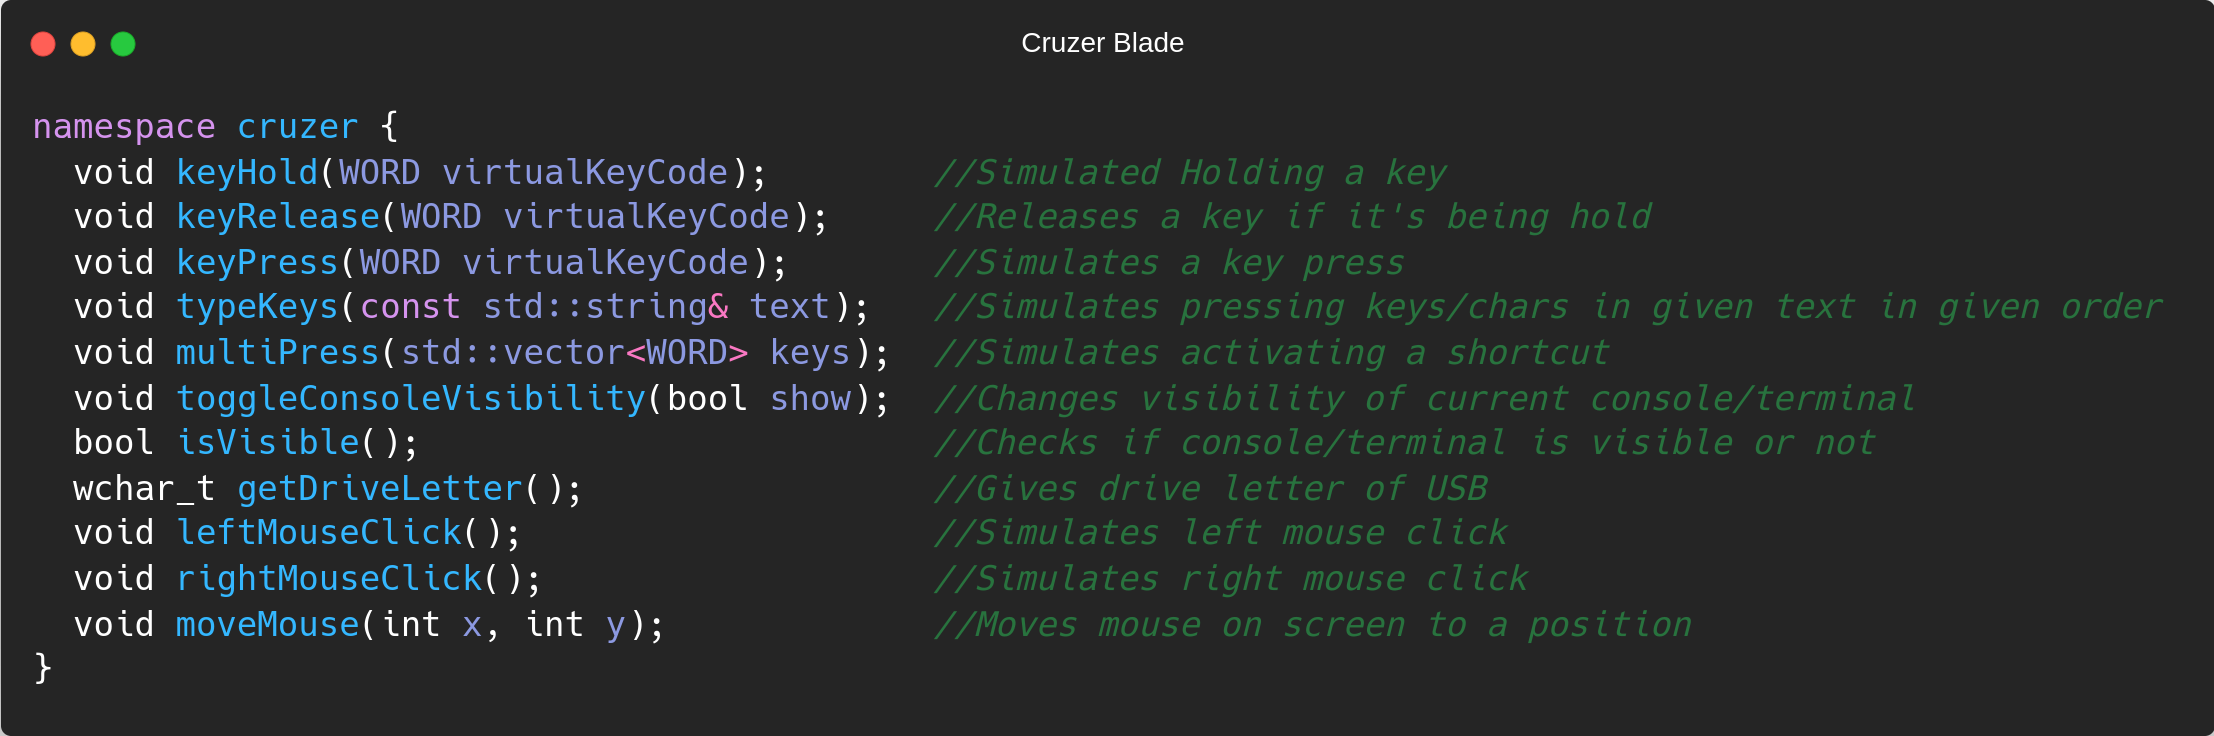 Cruzer Blade
namespace cruzer {
  void keyHold(WORD virtualKeyCode);        //Simulated Holding a key
  void keyRelease(WORD virtualKeyCode);     //Releases a key if it's being hold
  void keyPress(WORD virtualKeyCode);       //Simulates a key press
  void typeKeys(const std::string& text);   //Simulates pressing keys/chars in given text in given order
  void multiPress(std::vector<WORD> keys);  //Simulates activating a shortcut
  void toggleConsoleVisibility(bool show);  //Changes visibility of current console/terminal
  bool isVisible();                         //Checks if console/terminal is visible or not
  wchar_t getDriveLetter();                 //Gives drive letter of USB
  void leftMouseClick();                    //Simulates left mouse click
  void rightMouseClick();                   //Simulates right mouse click
  void moveMouse(int x, int y);             //Moves mouse on screen to a position
}